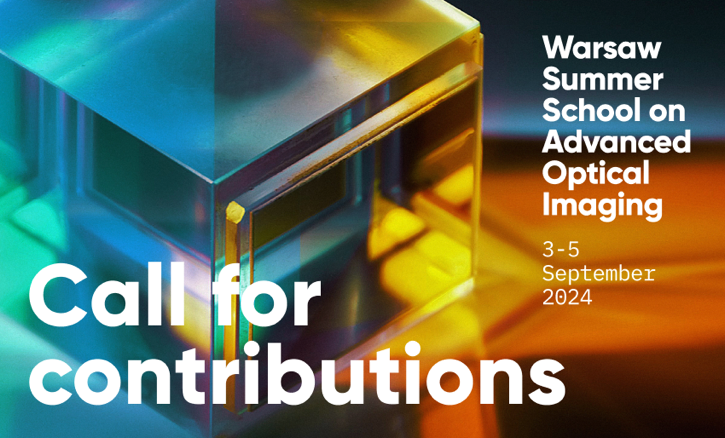 Warsaw
Summer
School on
Advanced
Optical
Imaging
3-5
September
2024
Call for
contributions